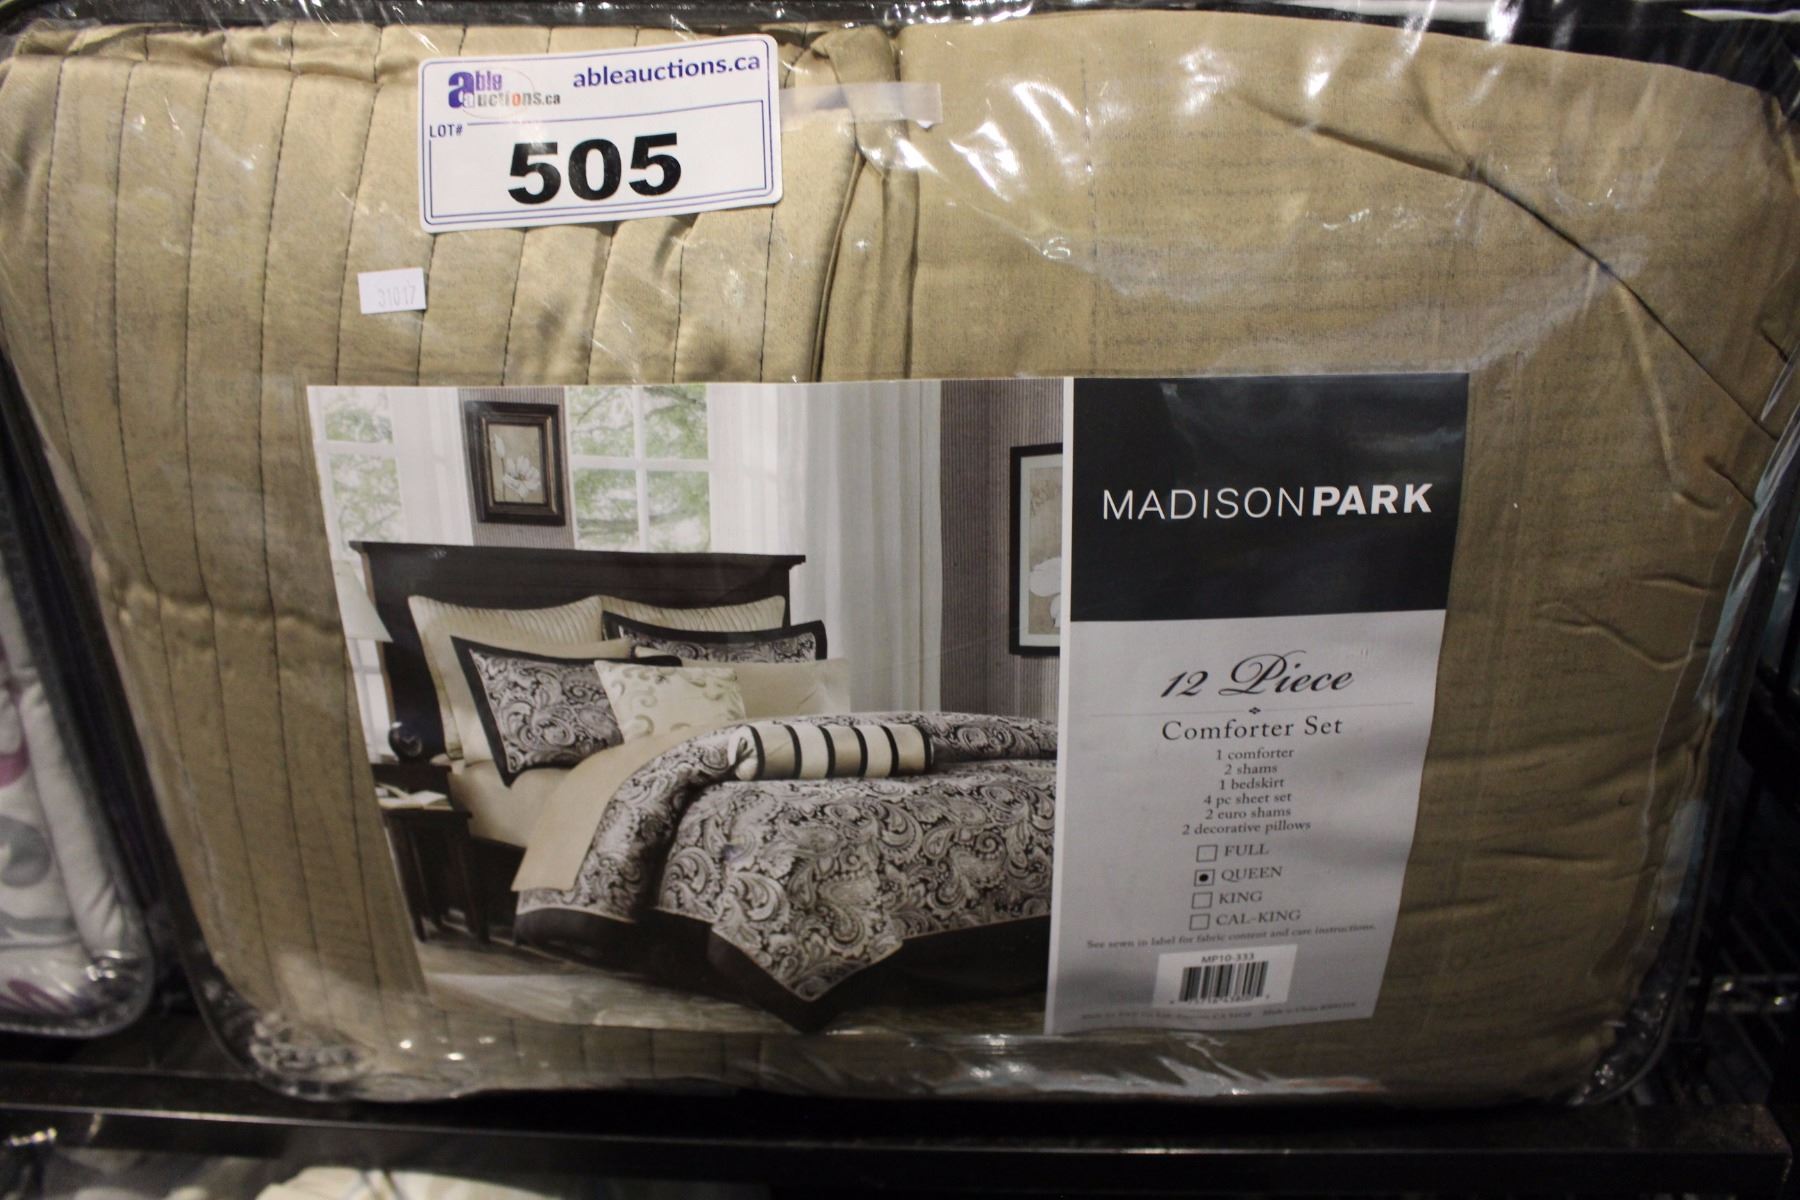 able
auctions.ca
ableauctions.ca
LOT#
505
31017
MADISONPARK
12 Piece
Comforter Set
1 comforter
2 shams
1 bedskirt
4 pc sheet set
2 euro shams
2 decorative pillows
FULL
QUEEN
KING
CAL-KING
See sewn in label for fabric content and care instructions.
MP10-333